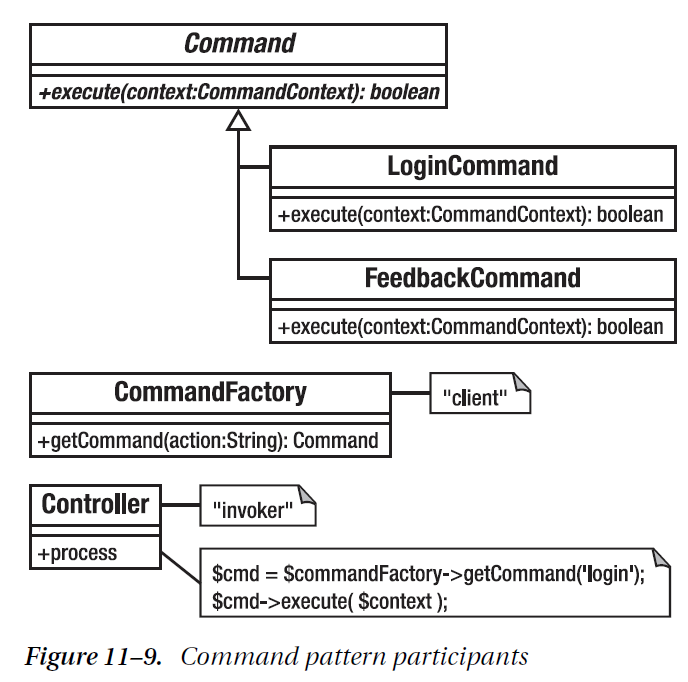 Command
+execute(context:CommandContext): boolean
LoginCommand
+execute(context:CommandContext): boolean
FeedbackCommand
+execute(context:CommandContext): boolean
CommandFactory
"client"
+getCommand(action:String): Command
Controller
"invoker"
+process
$cmd = $commandFactory->getCommand('login');
$cmd->execute( $context );
Figure 11–9. Command pattern participants